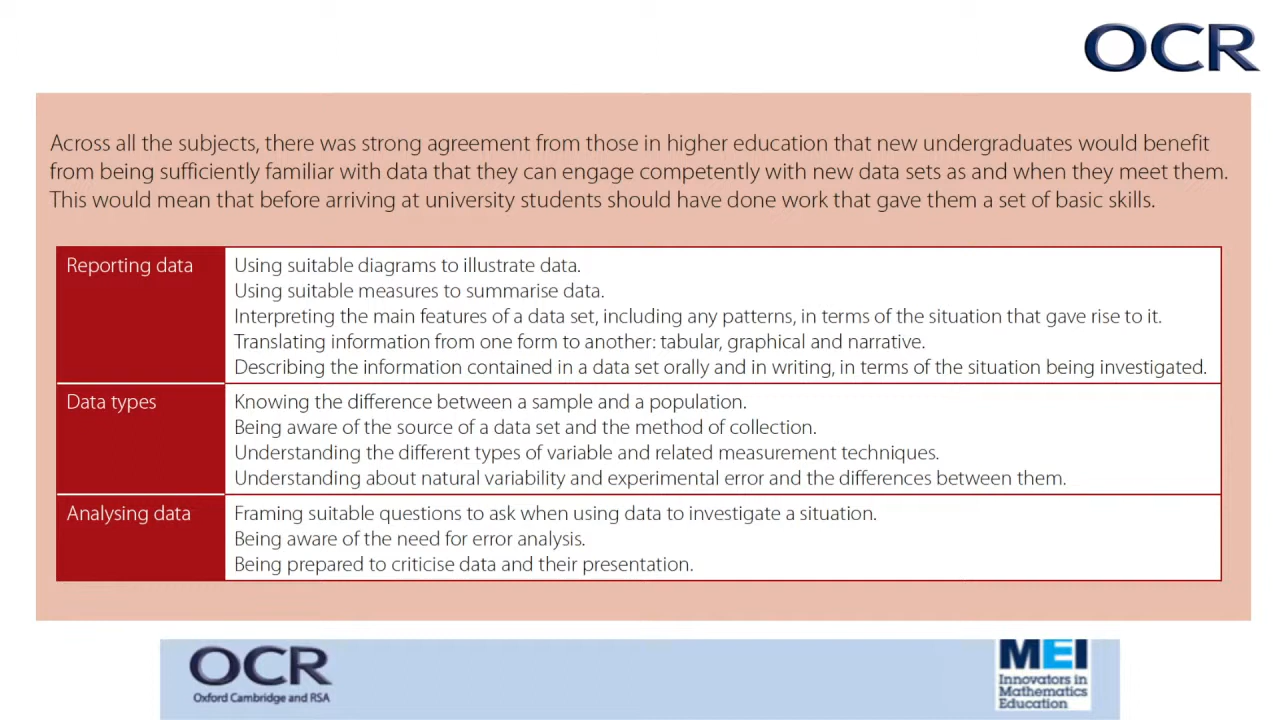 OCR
Across all the subjects, there was strong agreement from those in higher education that new undergraduates would benefit
from being sufficiently familiar with data that they can engage competently with new data sets as and when they meet them.
This would mean that before arriving at university students should have done work that gave them a set of basic skills.
Reporting data
Using suitable diagrams to illustrate data.
Using suitable measures to summarise data.
Interpreting the main features of a data set, including any patterns, in terms of the situation that gave rise to it.
Translating information from one form to another: tabular, graphical and narrative.
Describing the information contained in a data set orally and in writing, in terms of the situation being investigated.
Data types
Knowing the difference between a sample and a population.
Being aware of the source of a data set and the method of collection.
Understanding the different types of variable and related measurement techniques.
Understanding about natural variability and experimental error and the differences between them.
Analysing data
Framing suitable questions to ask when using data to investigate a situation.
Being aware of the need for error analysis.
Being prepared to criticise data and their presentation.
OCR
Oxford Cambridge and RSA
MEI
Innovators in
Mathematics
Education